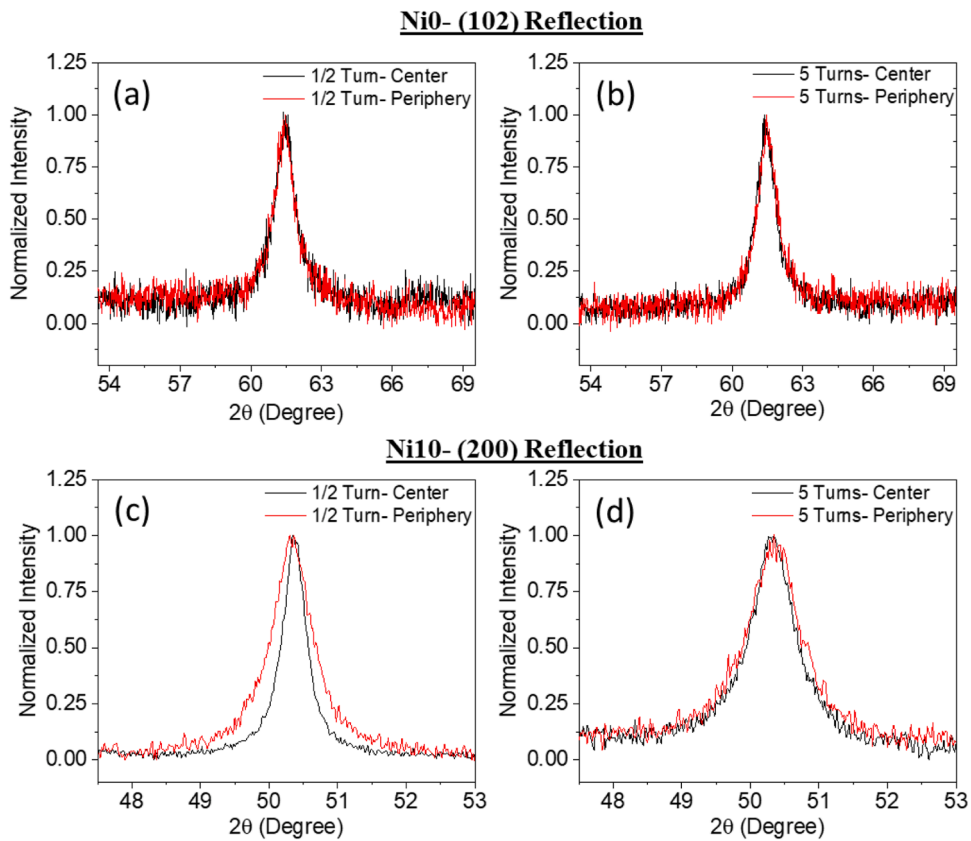 Ni0- (102) Reflection
(a)
1/2 Turn- Center
1/2 Turn- Periphery
1.25
1.00
0.75
0.50
0.25
0.00
Normalized Intensity
54 57 60 63 66 69
2θ (Degree)
(b)
5 Turns- Center
5 Turns- Periphery
1.25
1.00
0.75
0.50
0.25
0.00
Normalized Intensity
54 57 60 63 66 69
2θ (Degree)
Ni10- (200) Reflection
(c)
1/2 Turn- Center
1/2 Turn- Periphery
1.25
1.00
0.75
0.50
0.25
0.00
Normalized Intensity
48 49 50 51 52 53
2θ (Degree)
(d)
5 Turns- Center
5 Turns- Periphery
1.25
1.00
0.75
0.50
0.25
0.00
Normalized Intensity
48 49 50 51 52 53
2θ (Degree)